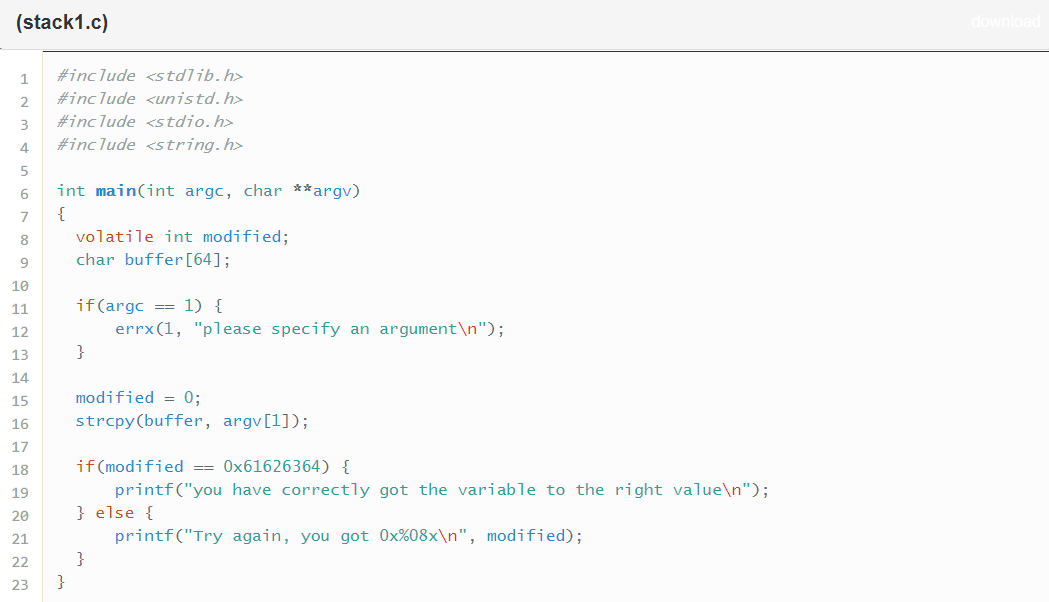 (stack1.c)
download
1 #include <stdlib.h>
2 #include <unistd.h>
3 #include <stdio.h>
4 #include <string.h>
5
6 int main(int argc, char **argv)
7 {
8   volatile int modified;
9   char buffer[64];
10
11   if(argc == 1) {
12       errx(1, "please specify an argument\n");
13   }
14
15   modified = 0;
16   strcpy(buffer, argv[1]);
17
18   if(modified == 0x61626364) {
19       printf("you have correctly got the variable to the right value\n");
20   } else {
21       printf("Try again, you got 0x%08x\n", modified);
22   }
23 }